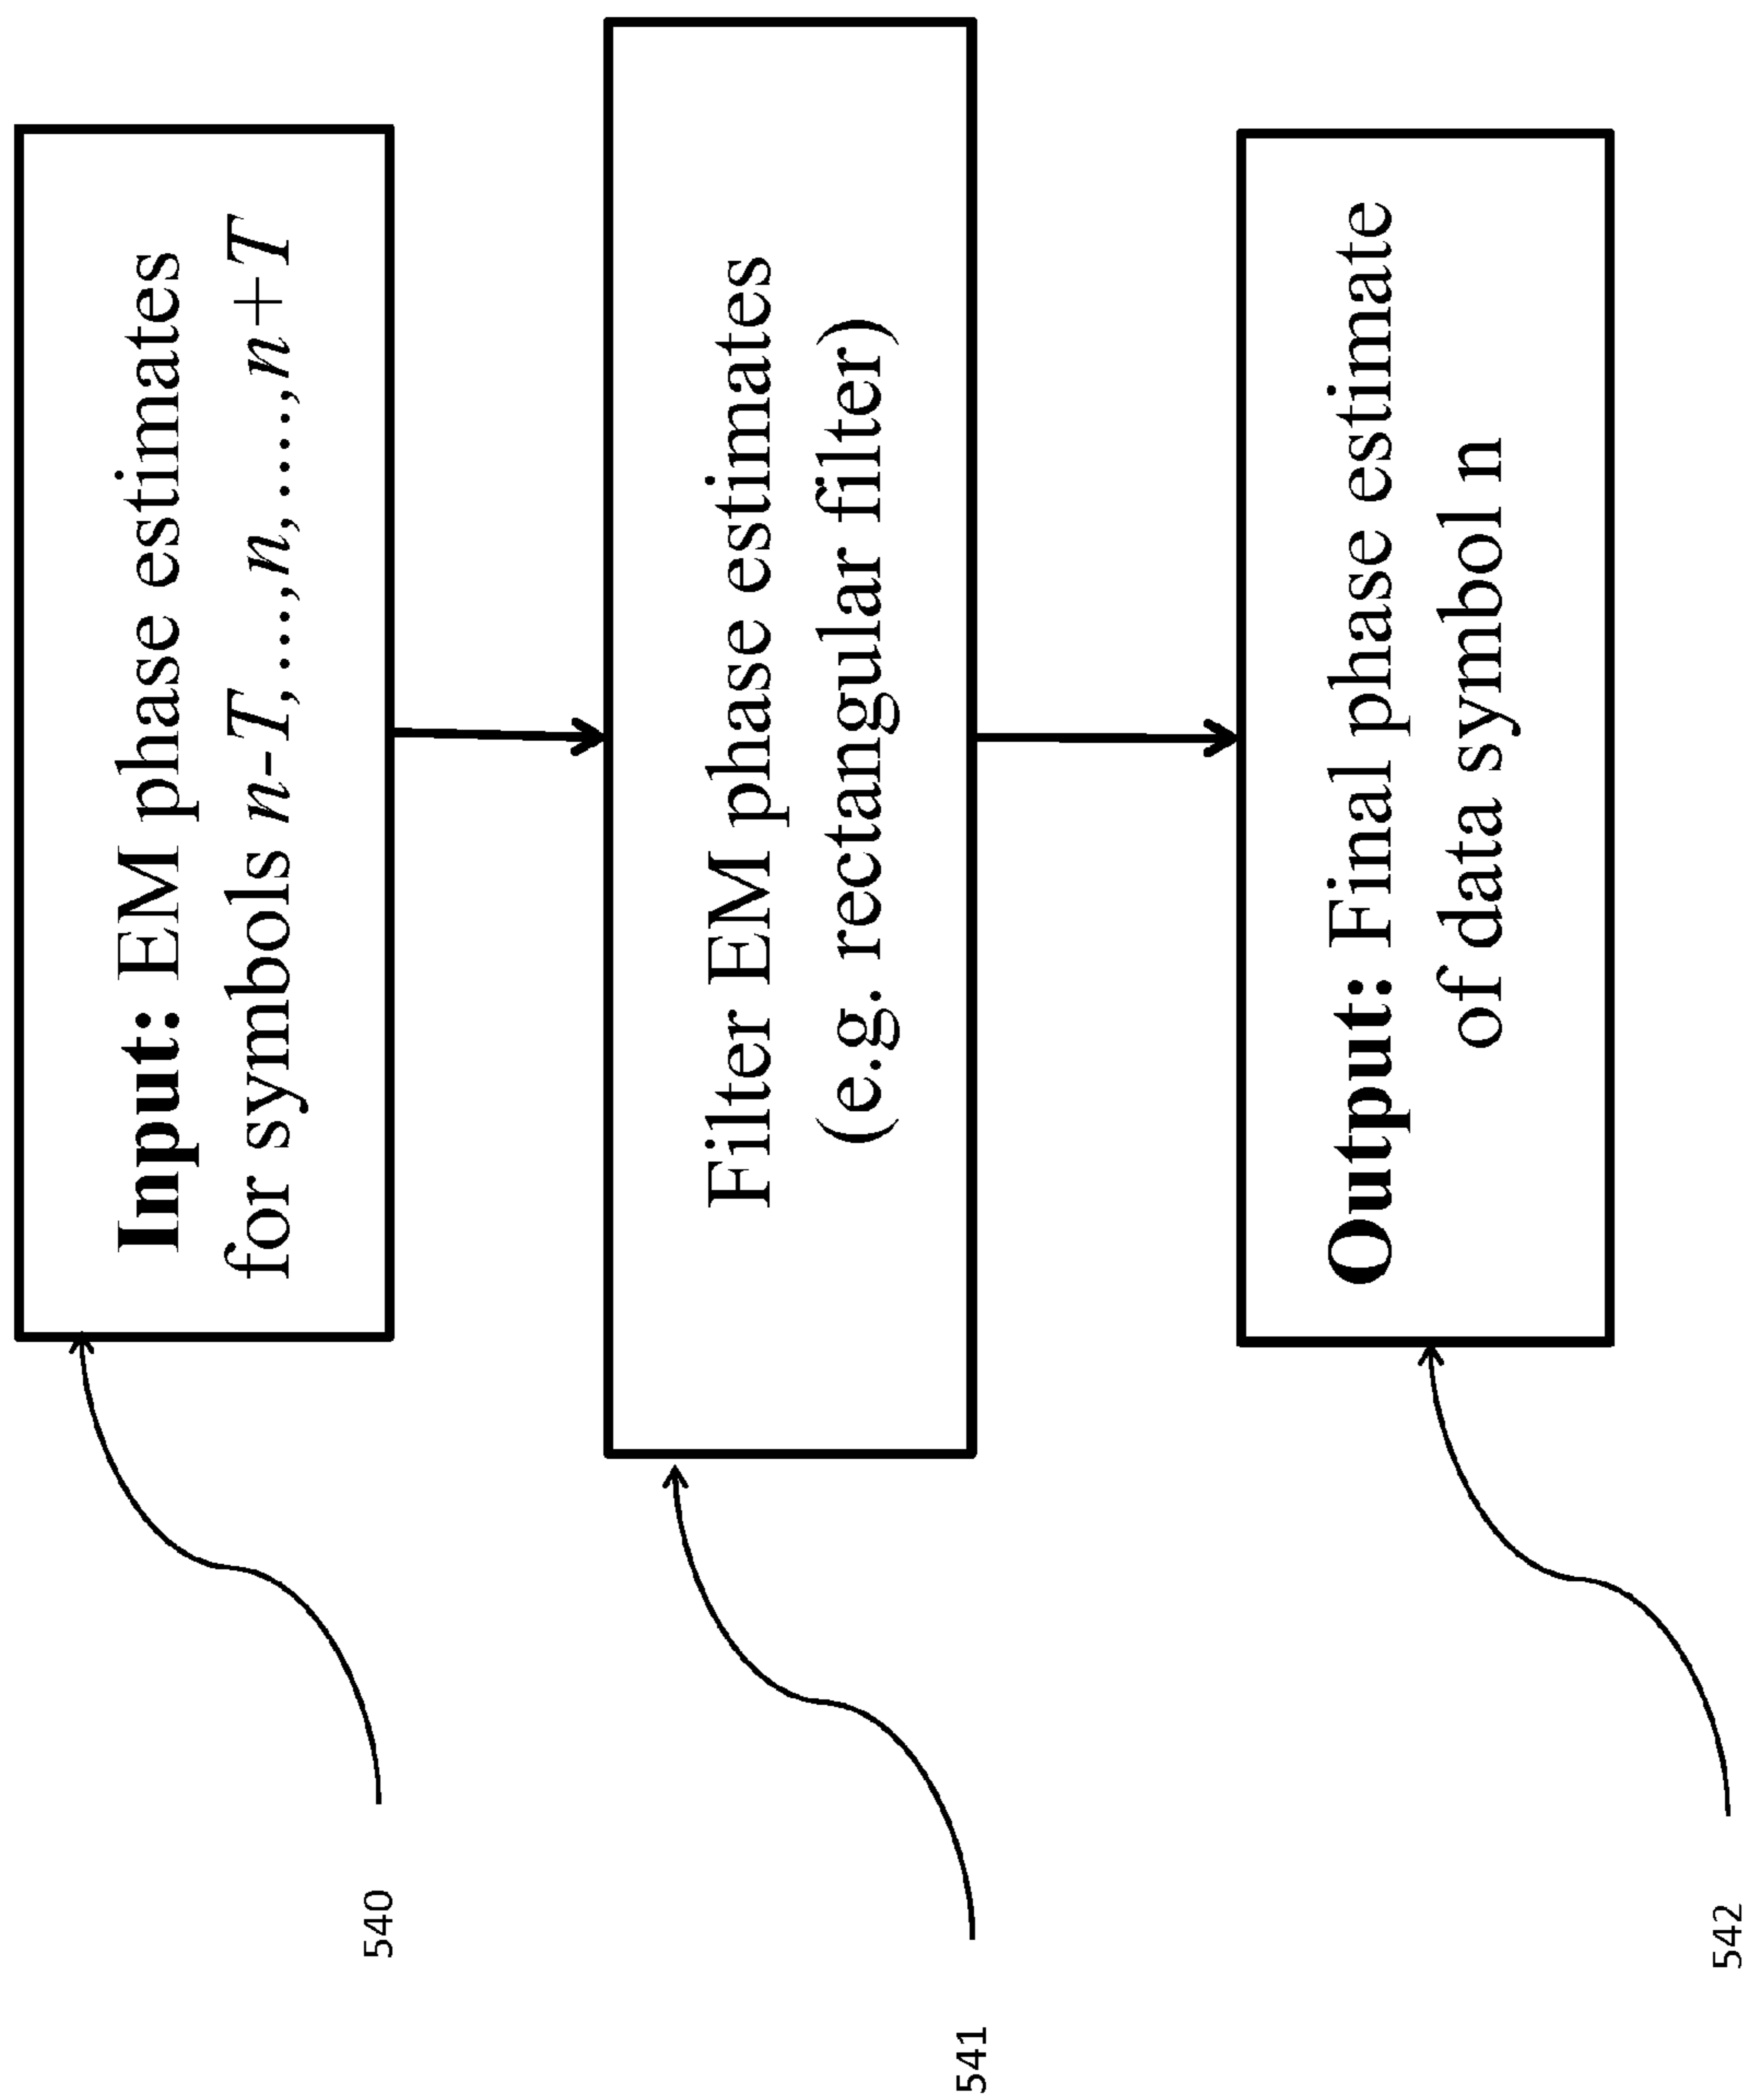 Input: EM phase estimates
for symbols n-T,...,n,....,n+T
540
Filter EM phase estimates
(e.g. rectangular filter)
541
Output: Final phase estimate
of data symbol n
542